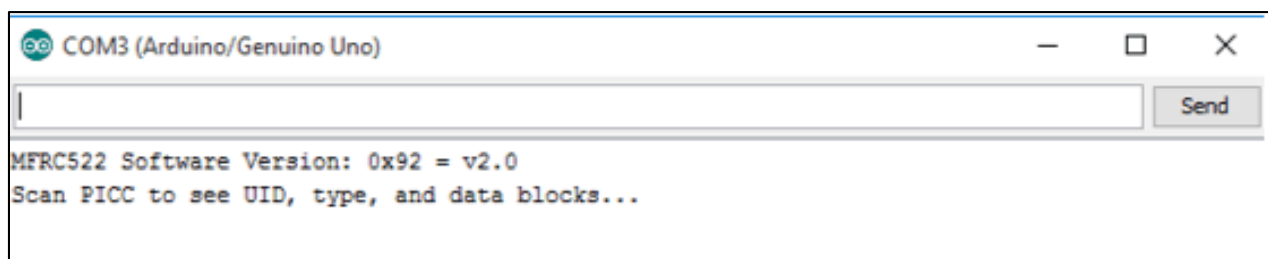 COM3 (Arduino/Genuino Uno)
Send
MFRC522 Software Version: 0x92 = v2.0
Scan PICC to see UID, type, and data blocks...